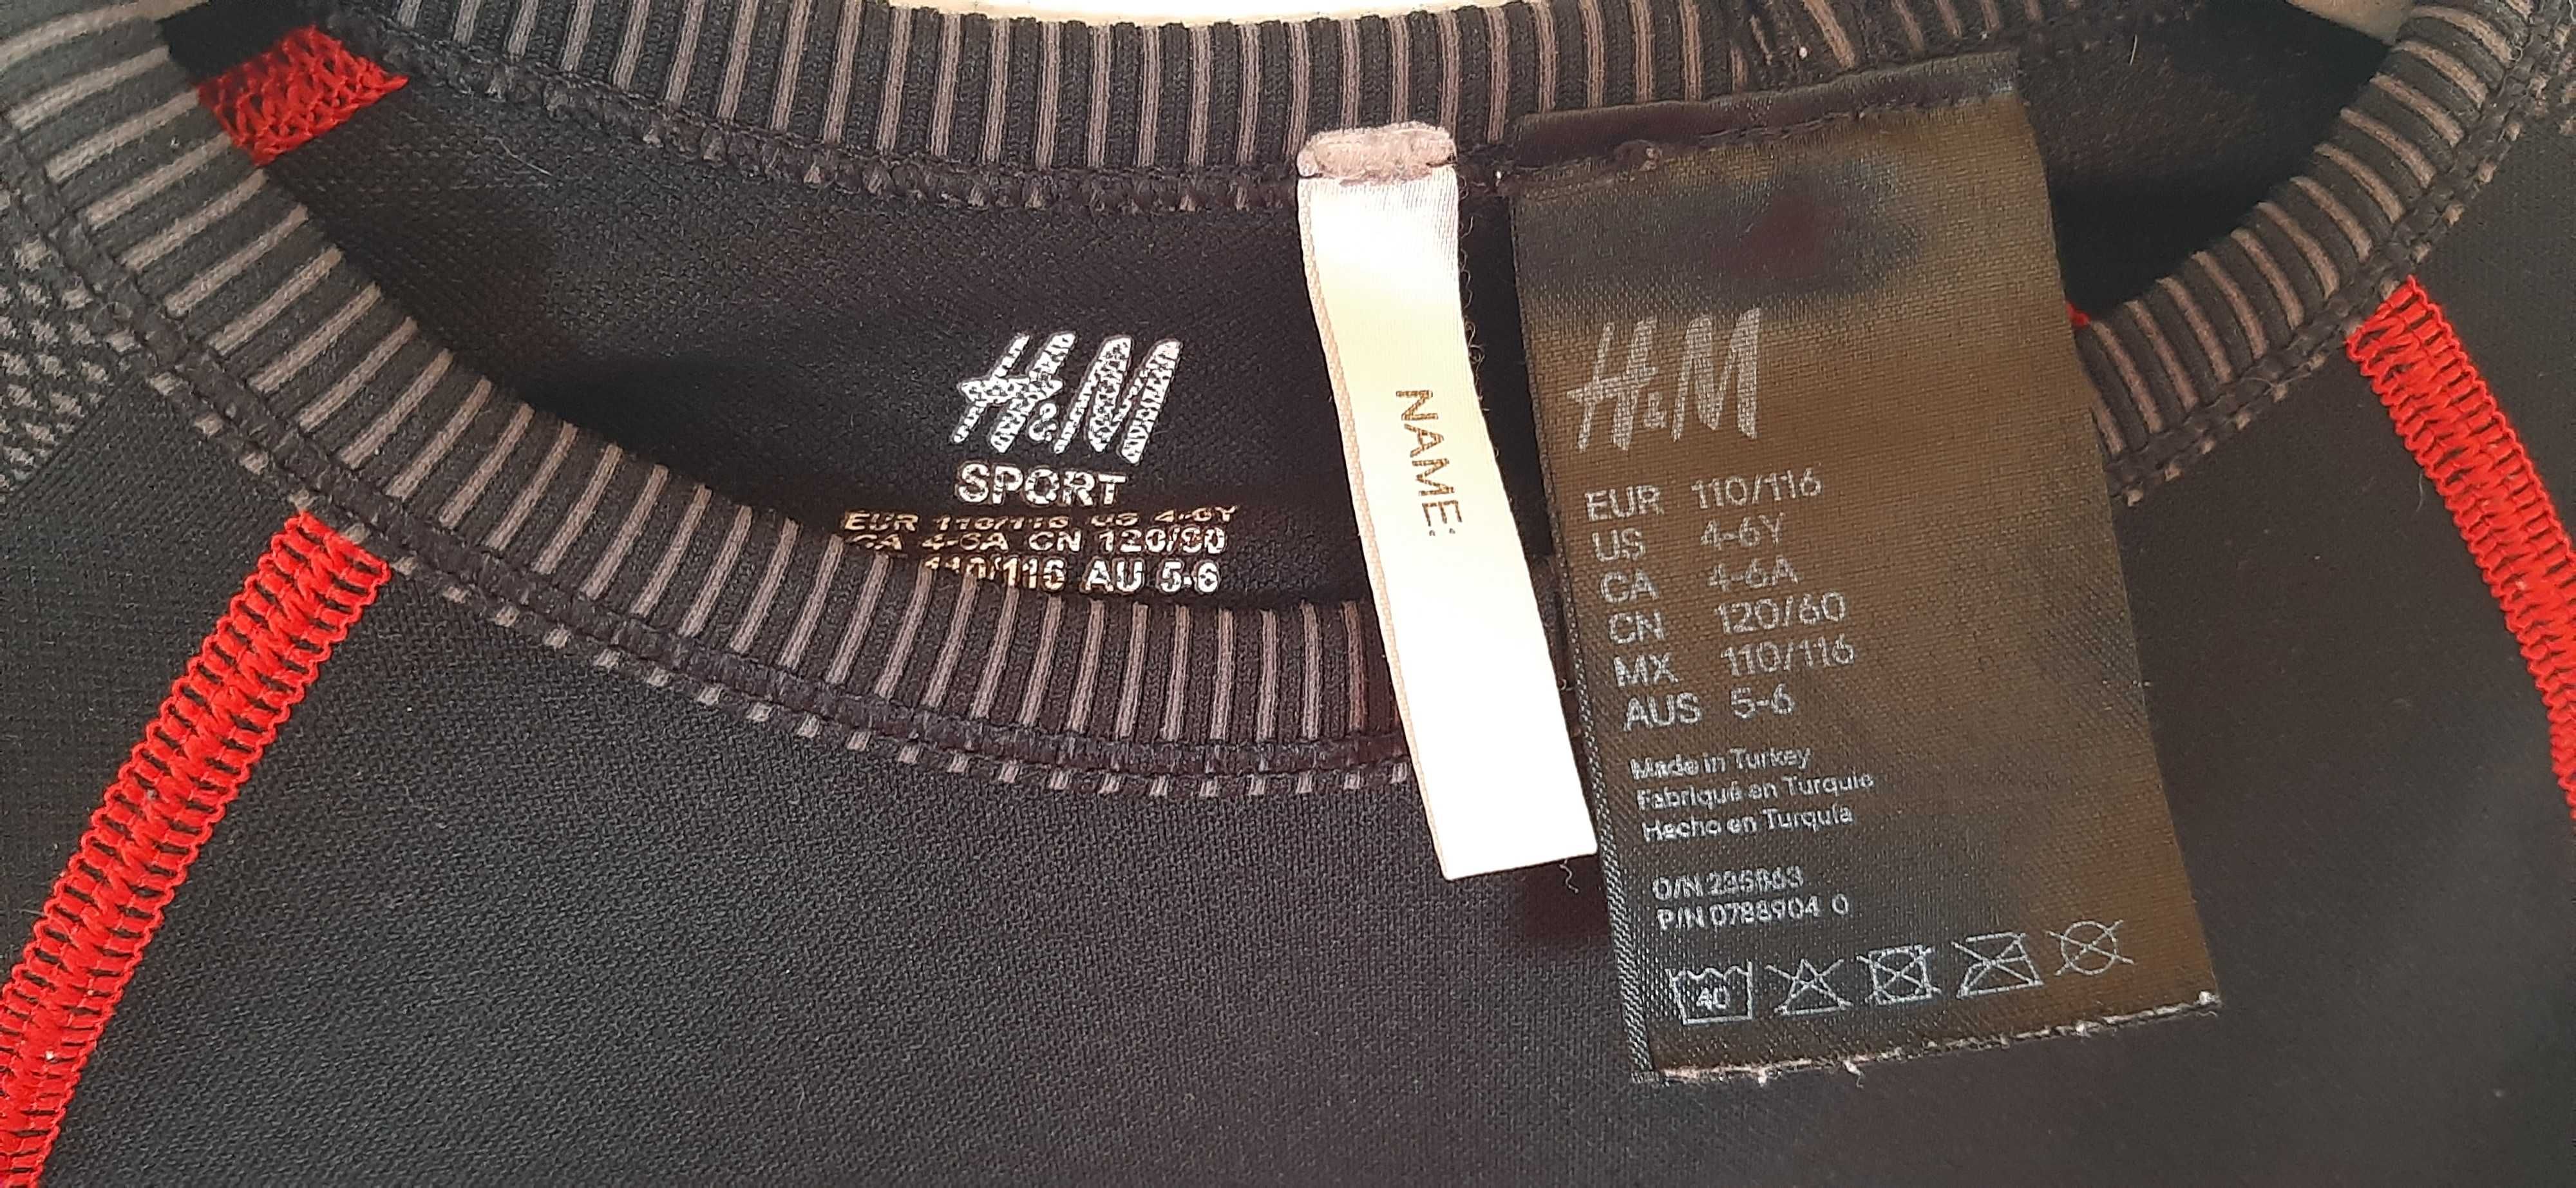 H&M
SPORT
EUR 110/116 US 4-6Y
CA 4-6A CN 120/60
110/116 AU 5-6
NAME:
H&M
EUR 110/116
US 4-6Y
CA 4-6A
CN 120/60
MX 110/116
AUS 5-6
Made in Turkey
Fabriqué en Turquie
Hecho en Turquía
O/N
P/N 0788904 0
40